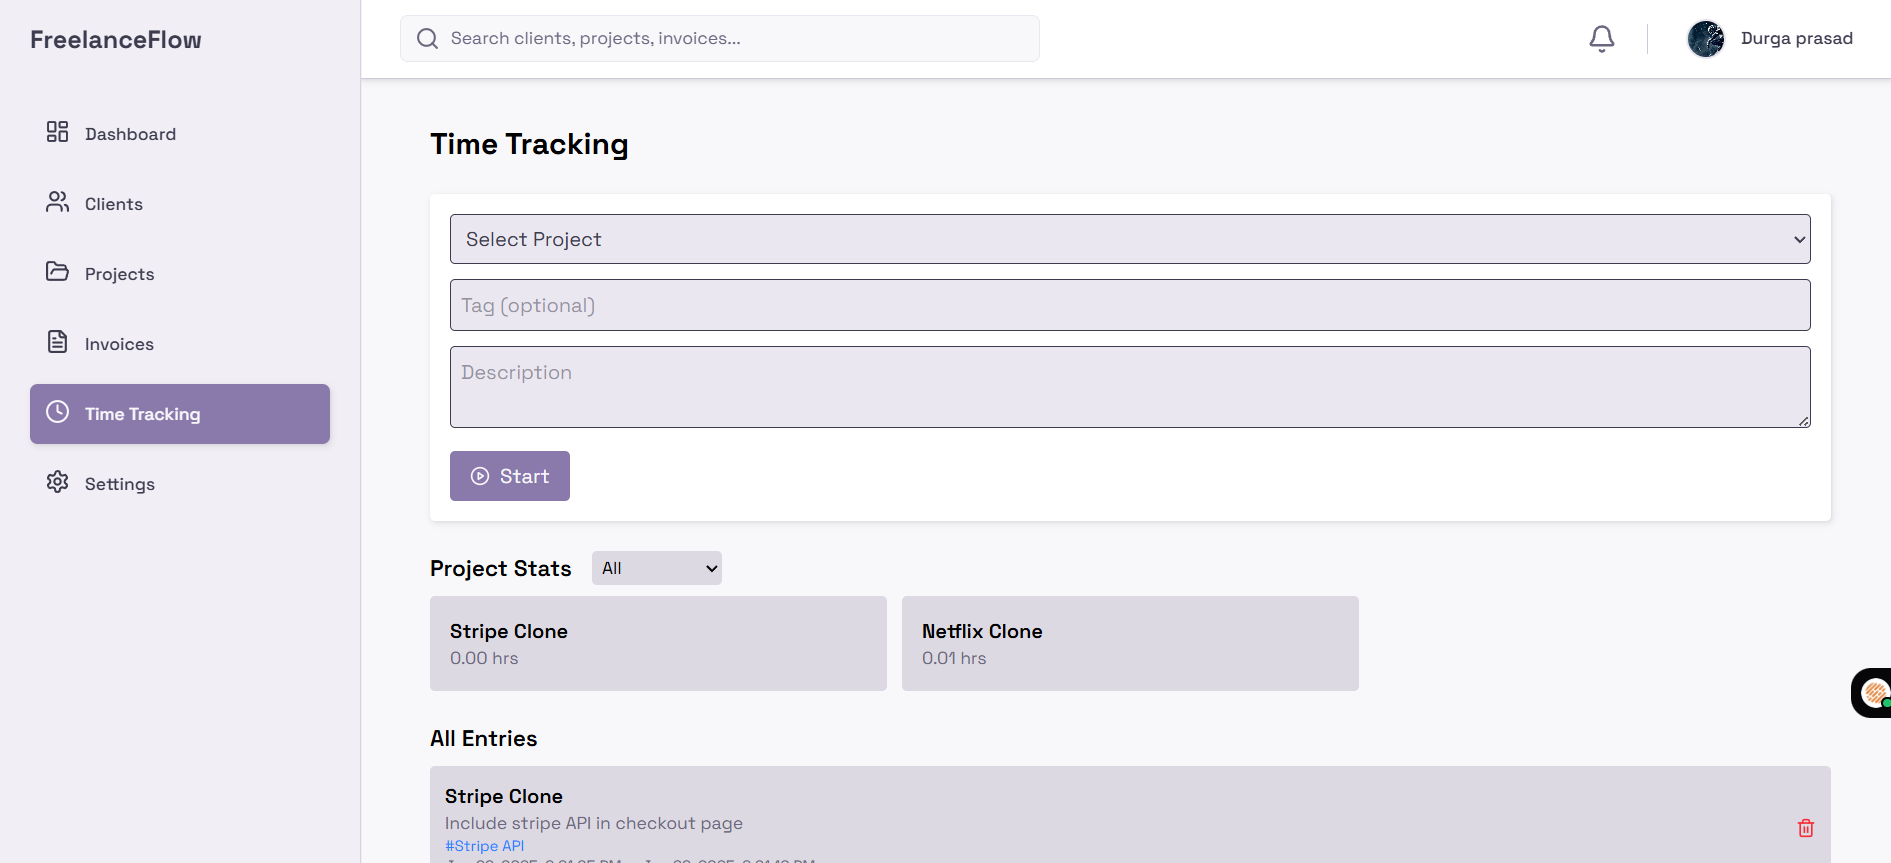 FreelanceFlow
Search clients, projects, invoices...
Durga prasad
Dashboard
Clients
Projects
Invoices
Time Tracking
Settings
Time Tracking
Select Project
Tag (optional)
Description
Start
Project Stats
All
Stripe Clone
0.00 hrs
Netflix Clone
0.01 hrs
All Entries
Stripe Clone
Include stripe API in checkout page
#Stripe API